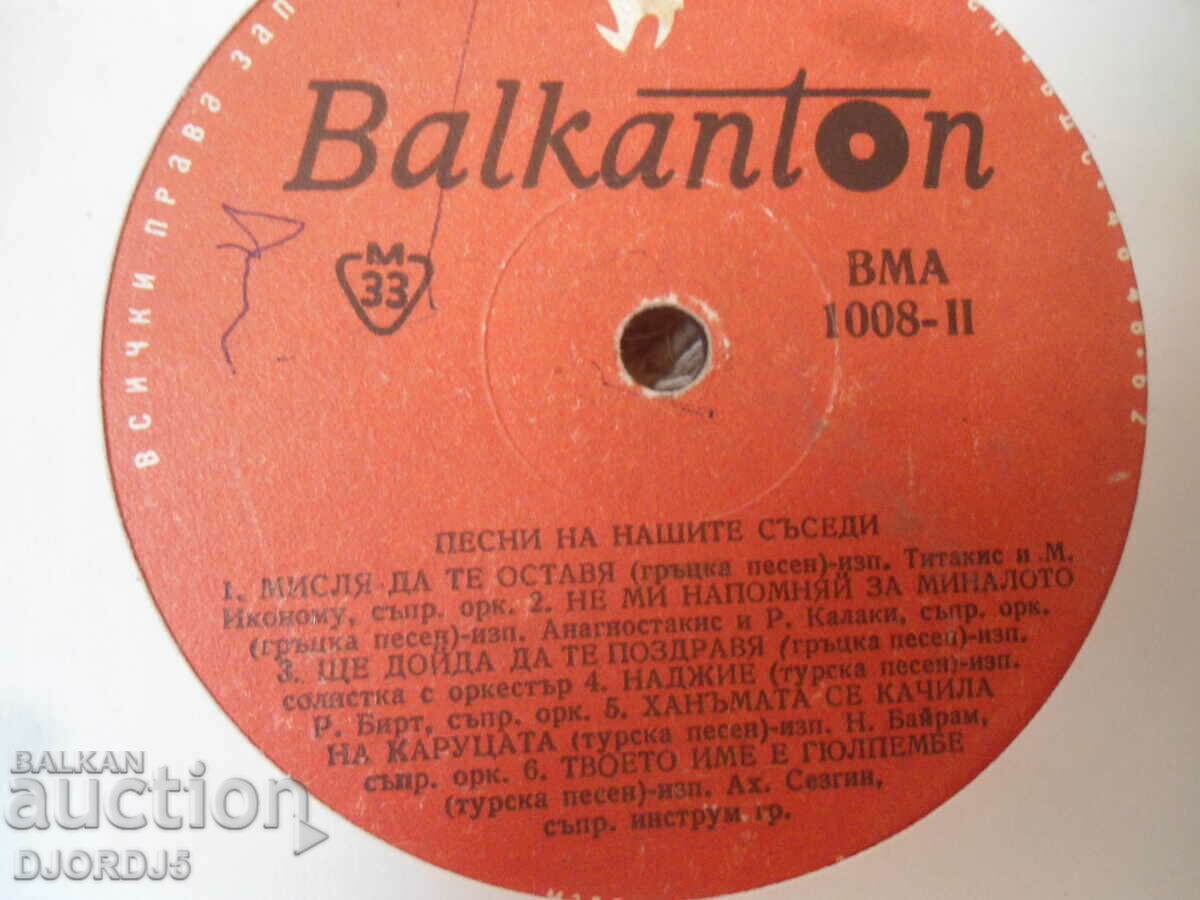 ВСИЧКИ ПРАВА ЗАП
Balkanton
М
33
ВМА
1008-II
ПЕСНИ НА НАШИТЕ СЪСЕДИ
1. МИСЛЯ ДА ТЕ ОСТАВЯ (гръцка песен)-изп. Титакис и М.
Икономy, съпр. орк. 2. НЕ МИ НАПОМНЯЙ ЗА МИНАЛОТО
(гръцка песен)-изп. Анагностакис и Р. Калаки, съпр. орк.
3. ЩЕ ДОЙДА ДА ТЕ ПОЗДРАВЯ (гръцка песен)-изп.
солистка с оркестър 4. НАДЖИЕ (турска песен)-изп.
Р. Бирт, съпр. орк. 5. ХАНЪМАТА СЕ КАЧИЛА
НА КАРУЦАТА (турска песен)-изп. Н. Байрам,
съпр. орк. 6. ТВОЕТО ИМЕ Е ГЮЛПЕМБЕ
(турска песен)-изп. Ах. Сезгин,
съпр. инструм. гр.
BALKAN
auction
DJORDJ5